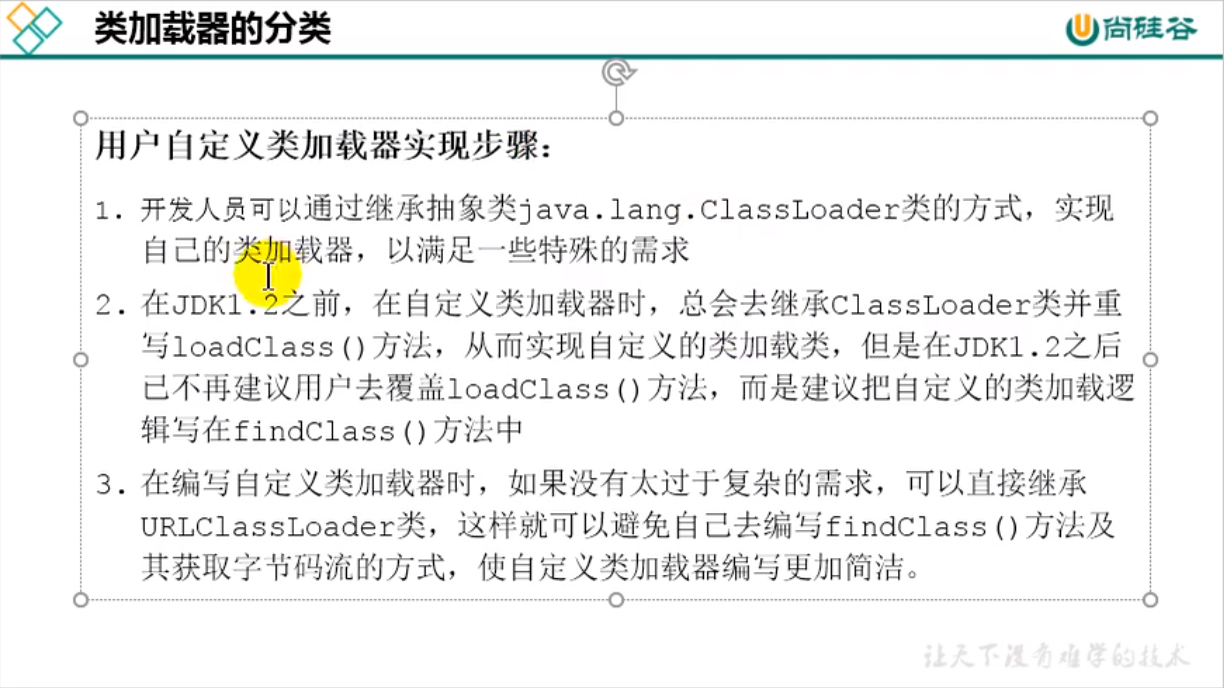 类加载器的分类
尚硅谷
用户自定义类加载器实现步骤：
1. 开发人员可以通过继承抽象类java.lang.ClassLoader类的方式，实现
自己的类加载器，以满足一些特殊的需求
2. 在JDK1.2之前，在自定义类加载器时，总会去继承ClassLoader类并重
写loadClass()方法，从而实现自定义的类加载类，但是在JDK1.2之后
已不再建议用户去覆盖loadClass()方法，而是建议把自定义的类加载逻
辑写在findClass()方法中
3. 在编写自定义类加载器时，如果没有太过于复杂的需求，可以直接继承
URLClassLoader类，这样就可以避免自己去编写findClass()方法及
其获取字节码流的方式，使自定义类加载器编写更加简洁。
让天下没有难学的技术